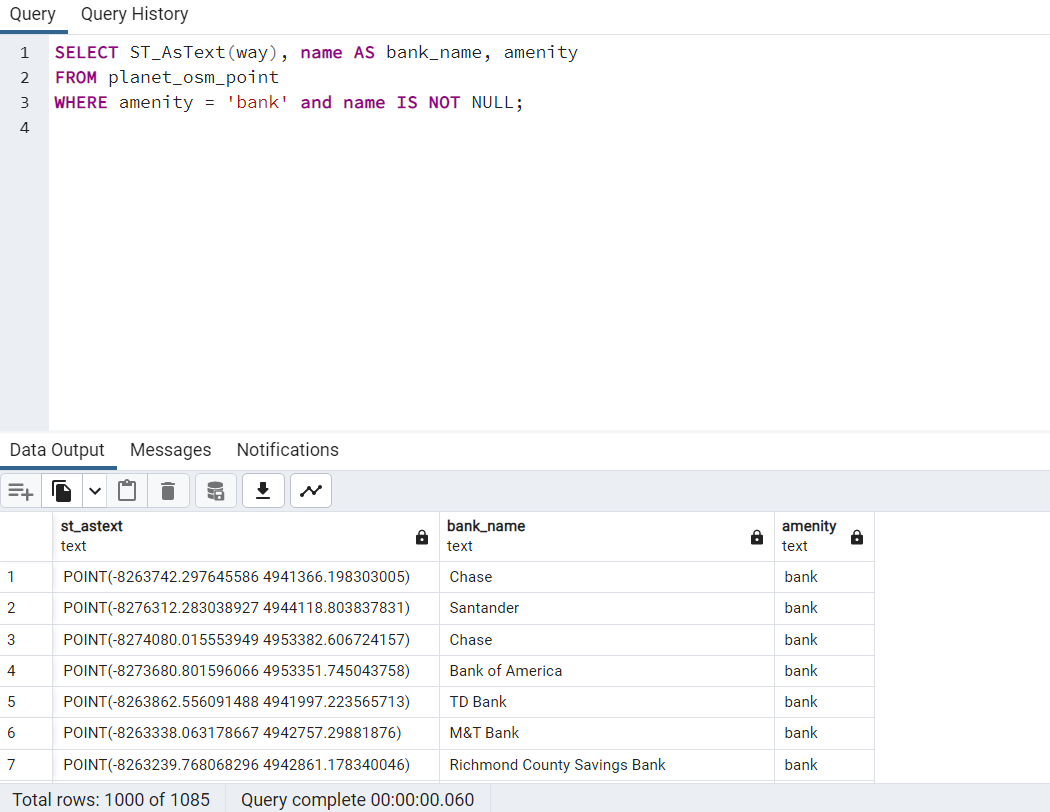 Query Query History
1 SELECT ST_AsText(way), name AS bank_name, amenity
2 FROM planet_osm_point
3 WHERE amenity = 'bank' and name IS NOT NULL;
4
Data Output Messages Notifications
st_astext bank_name amenity
text text text
1 POINT(-8263742.297645586 4941366.198303005) Chase bank
2 POINT(-8276312.283038927 4944118.803837831) Santander bank
3 POINT(-8274080.015553949 4953382.606724157) Chase bank
4 POINT(-8273680.801596066 4953351.745043758) Bank of America bank
5 POINT(-8263862.556091488 4941997.223565713) TD Bank bank
6 POINT(-8263338.063178667 4942757.29881876) M&T Bank bank
7 POINT(-8263239.768068296 4942861.178340046) Richmond County Savings Bank bank
Total rows: 1000 of 1085 Query complete 00:00:00.060